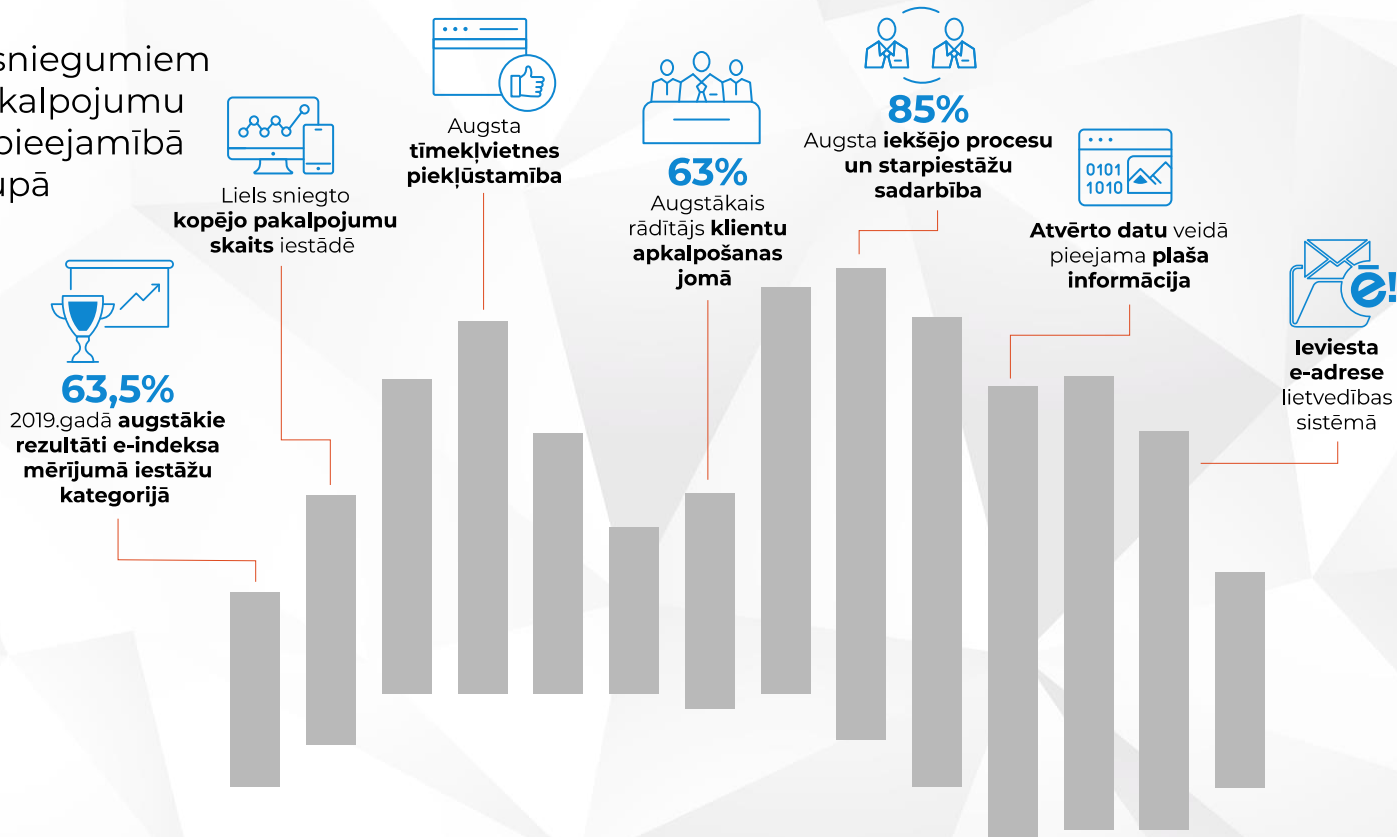 sniegumiem
kalpojumu
pieejamībā
upā
63,5%
2019.gadā augstākie
rezultāti e-indeksa
mērījumā iestāžu
kategorijā
Liels sniegto
kopējo pakalpojumu
skaits iestādē
Augsta
tīmekļvietnes
piekļūstamība
63%
Augstākais
rādītājs klientu
apkalpošanas
jomā
85%
Augsta iekšējo procesu
un starpiestāžu
sadarbība
0101
1010
Atvērto datu veidā
pieejama plaša
informācija
ē!
Ieviesta
e-adrese
lietvedības
sistēmā